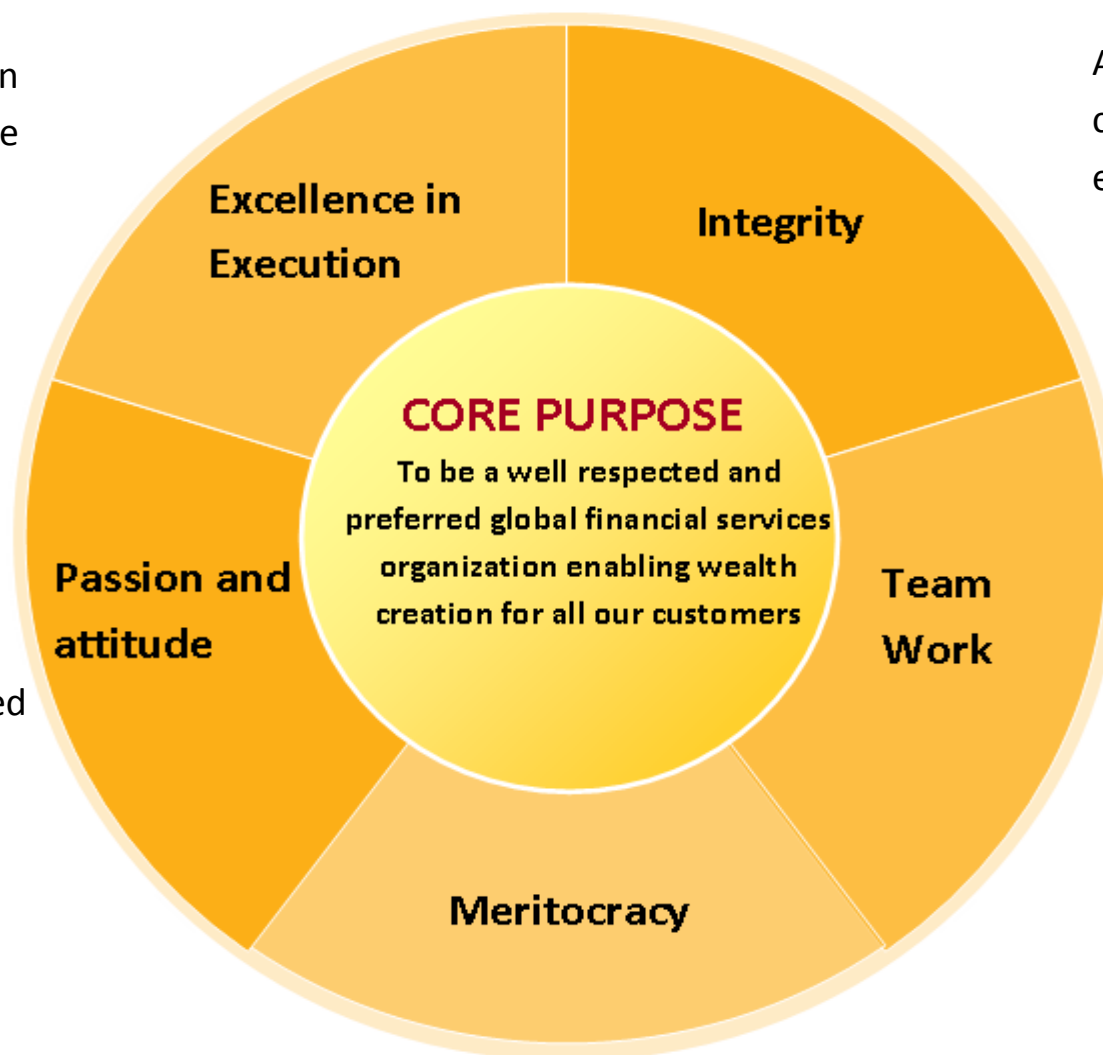 Excellence in
Execution
Integrity
CORE PURPOSE
To be a well respected and
preferred global financial services
organization enabling wealth
creation for all our customers
Passion and
attitude
Team
Work
Meritocracy